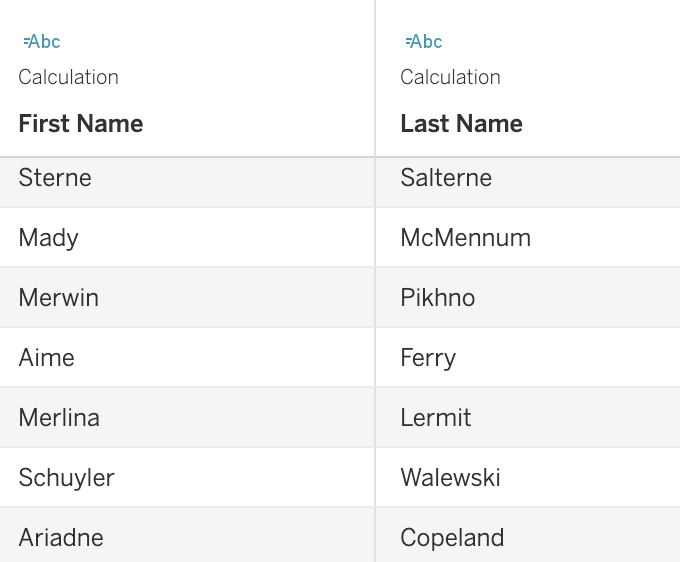 =Abc =Abc
Calculation Calculation
First Name Last Name
Sterne Salterne
Mady McMennum
Merwin Pikhno
Aime Ferry
Merlina Lermit
Schuyler Walewski
Ariadne Copeland